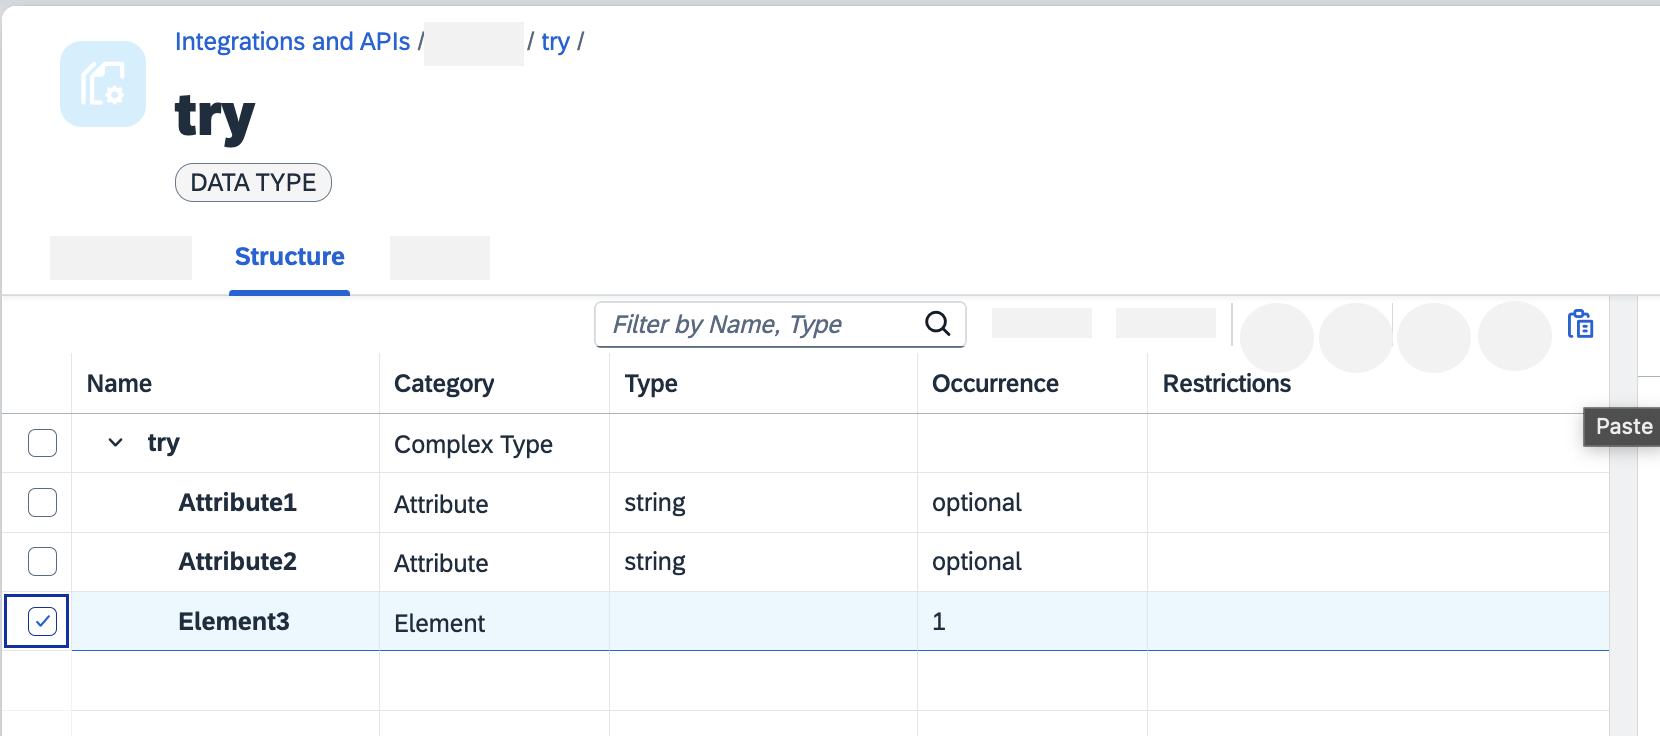 Integrations and APIs / / try /
try
DATA TYPE
Structure
Filter by Name, Type
Name Category Type Occurrence Restrictions
Paste
try Complex Type
Attribute1 Attribute string optional
Attribute2 Attribute string optional
Element3 Element 1